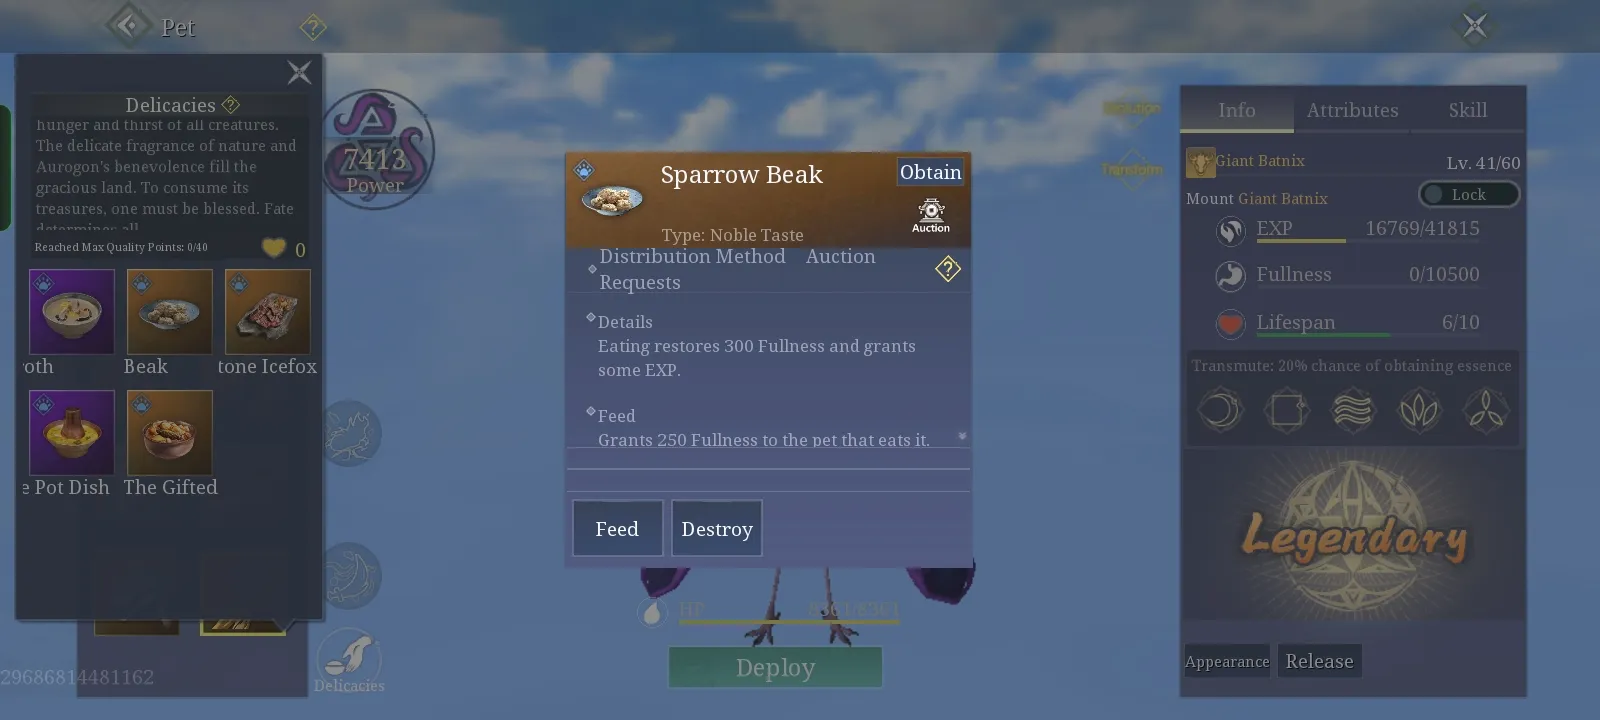 Pet
Delicacies
hunger and thirst of all creatures.
The delicate fragrance of nature and
Aurogon's benevolence fill the
gracious land. To consume its
treasures, one must be blessed. Fate
determines all
Reached Max Quality Points: 0/40
0
oth
Beak
tone Icefox
e Pot Dish
The Gifted
29686814481162
7413
Power
Delicacies
Sparrow Beak
Obtain
Auction
Type: Noble Taste
Distribution Method Auction
Requests
Details
Eating restores 300 Fullness and grants
some EXP.
Feed
Grants 250 Fullness to the pet that eats it.
Feed
Destroy
HP
8361/8361
Deploy
Evolution
Transform
Info
Attributes
Skill
Giant Batnix
Lv. 41/60
Mount Giant Batnix
Lock
EXP 16769/41815
Fullness 0/10500
Lifespan 6/10
Transmute: 20% chance of obtaining essence
Legendary
Appearance
Release